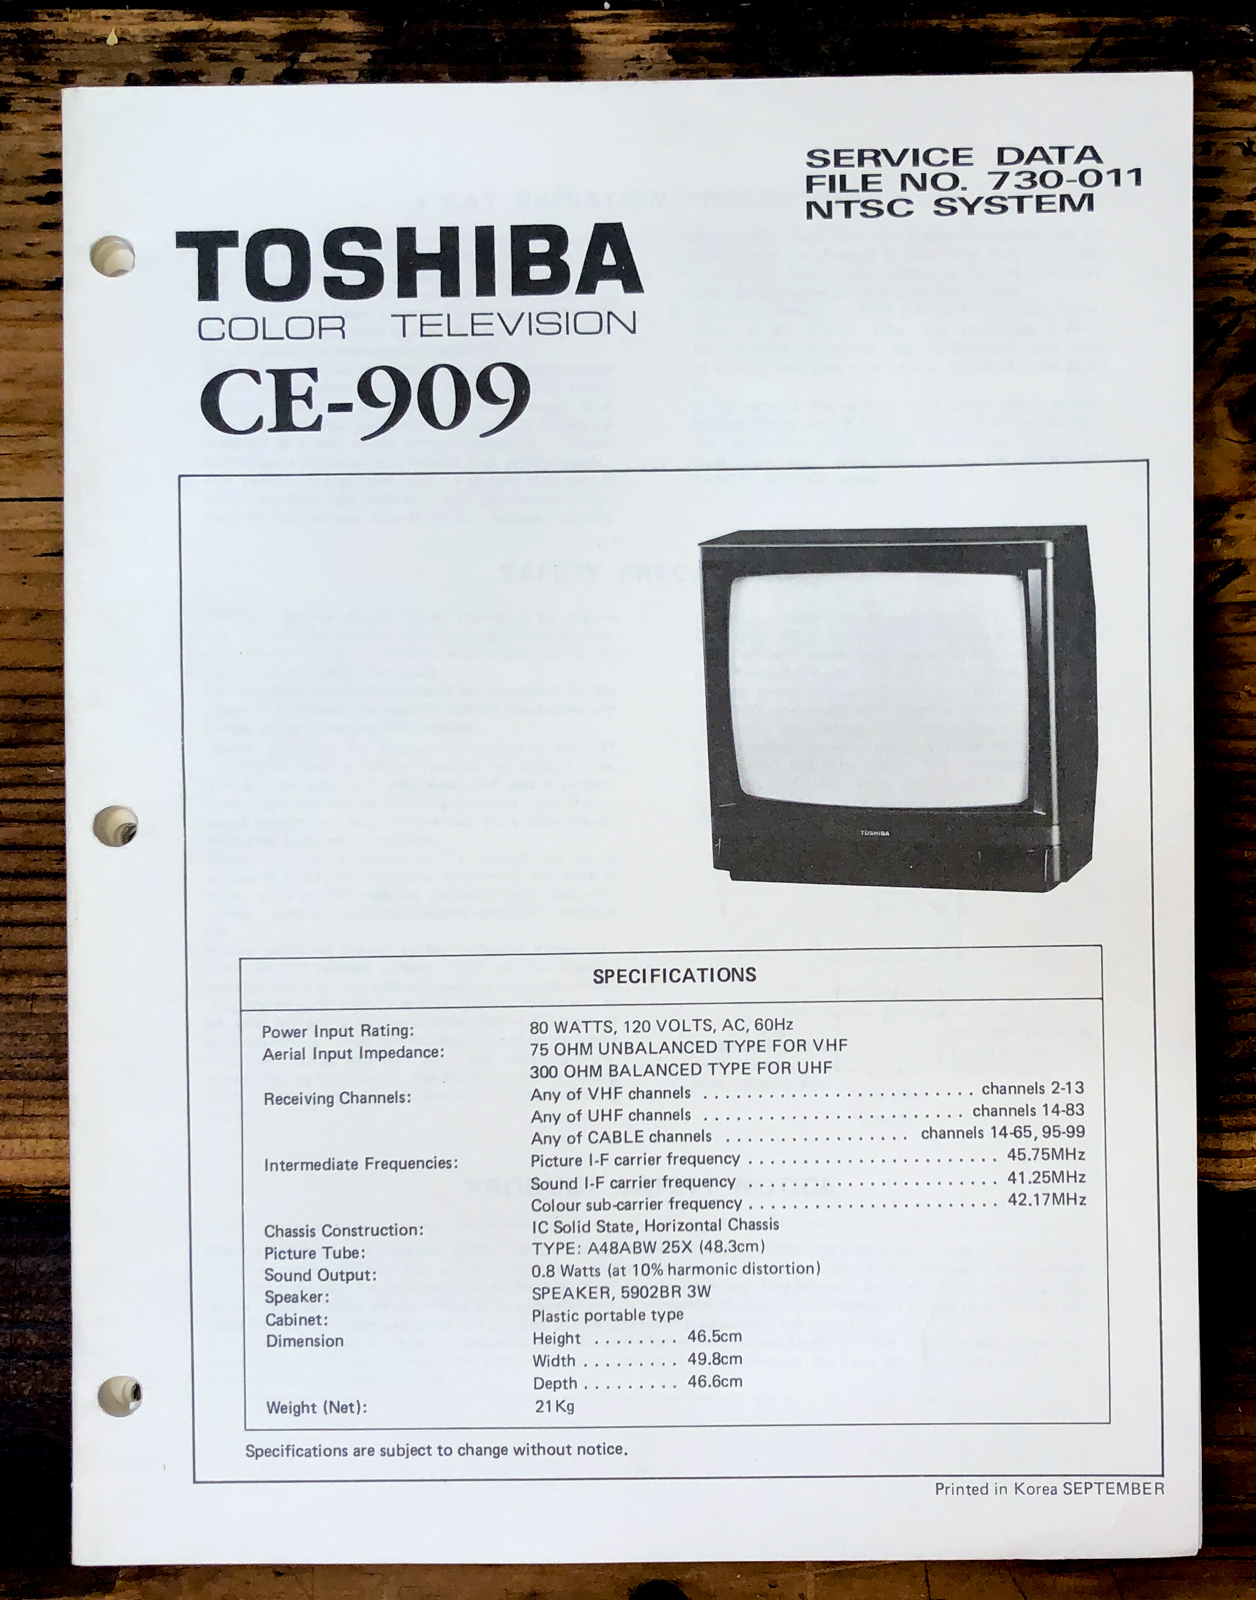 SERVICE DATA
FILE NO. 730-011
NTSC SYSTEM
TOSHIBA
COLOR TELEVISION
CE-909
TOSHIBA
SPECIFICATIONS
Power Input Rating: 80 WATTS, 120 VOLTS, AC, 60Hz
Aerial Input Impedance: 75 OHM UNBALANCED TYPE FOR VHF
300 OHM BALANCED TYPE FOR UHF
Receiving Channels: Any of VHF channels . . . . . . . . . . . . . . . . . . . . . . . . . channels 2-13
Any of UHF channels . . . . . . . . . . . . . . . . . . . . . . . . channels 14-83
Any of CABLE channels . . . . . . . . . . . . . . . . . channels 14-65, 95-99
Intermediate Frequencies: Picture I-F carrier frequency . . . . . . . . . . . . . . . . . . . . . . . 45.75MHz
Sound I-F carrier frequency . . . . . . . . . . . . . . . . . . . . . . . . 41.25MHz
Colour sub-carrier frequency . . . . . . . . . . . . . . . . . . . . . . . 42.17MHz
Chassis Construction: IC Solid State, Horizontal Chassis
Picture Tube: TYPE: A48ABW 25X (48.3cm)
Sound Output: 0.8 Watts (at 10% harmonic distortion)
Speaker: SPEAKER, 5902BR 3W
Cabinet: Plastic portable type
Dimension Height . . . . . . . . 46.5cm
Width . . . . . . . . . 49.8cm
Depth . . . . . . . . . 46.6cm
Weight (Net): 21Kg
Specifications are subject to change without notice.
Printed in Korea SEPTEMBER